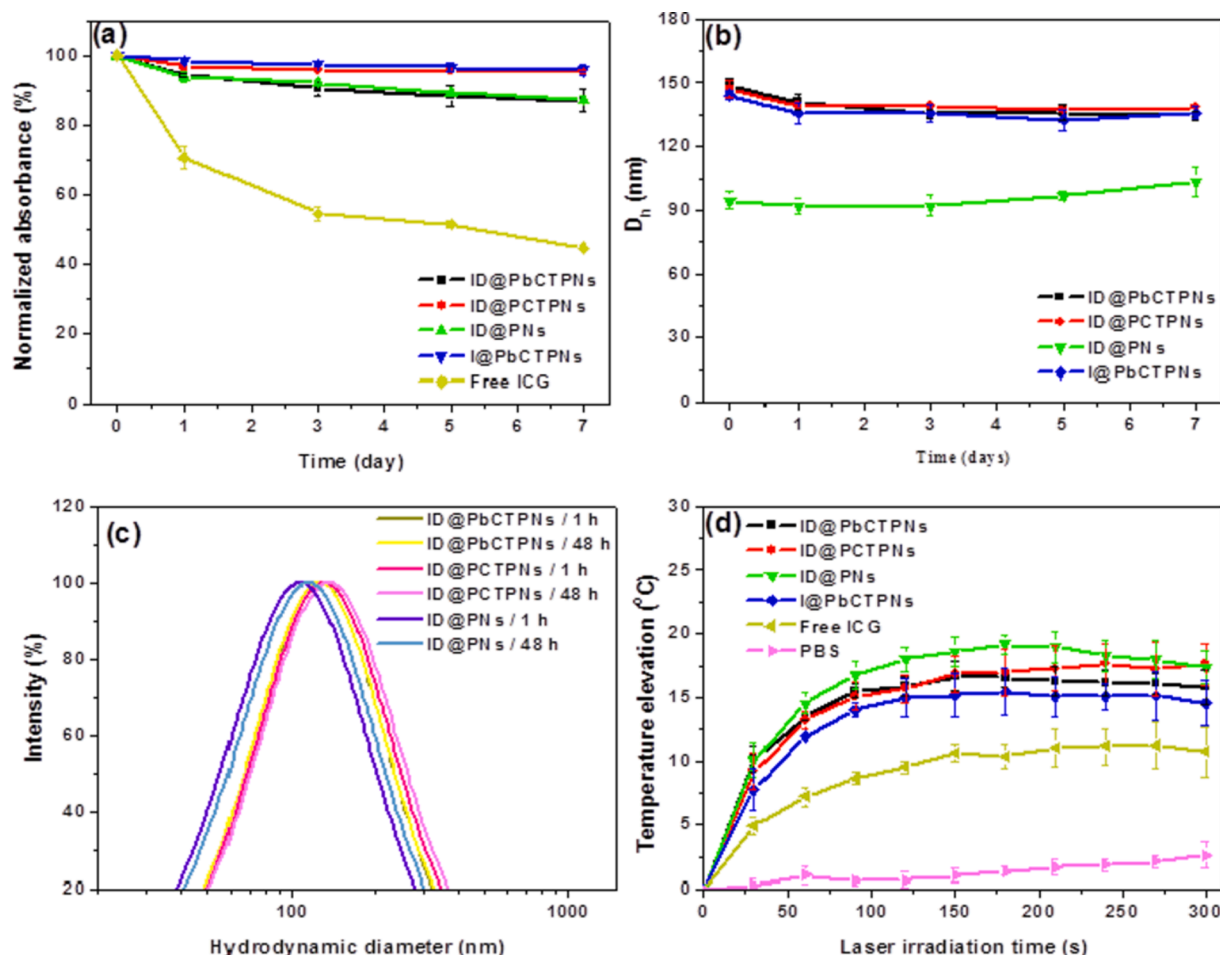 (a)
Normalized absorbance (%)
100
80
60
40
20
0
ID@PbCTPNs
ID@PCTPNs
ID@PNs
I@PbCTPNs
Free ICG
0 1 2 3 4 5 6 7
Time (day)
(b)
D_h (nm)
180
150
120
90
60
30
0
ID@PbCTPNs
ID@PCTPNs
ID@PNs
I@PbCTPNs
0 1 2 3 4 5 6 7
Time (days)
(c)
Intensity (%)
120
100
80
60
40
20
ID@PbCTPNs / 1 h
ID@PbCTPNs / 48 h
ID@PCTPNs / 1 h
ID@PCTPNs / 48 h
ID@PNs / 1 h
ID@PNs / 48 h
100 1000
Hydrodynamic diameter (nm)
(d)
Temperature elevation (°C)
30
25
20
15
10
5
0
ID@PbCTPNs
ID@PCTPNs
ID@PNs
I@PbCTPNs
Free ICG
PBS
0 50 100 150 200 250 300
Laser irradiation time (s)